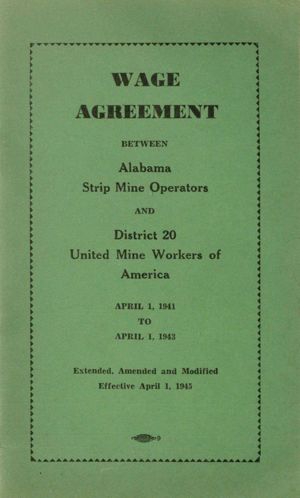 WAGE
AGREEMENT
BETWEEN
Alabama
Strip Mine Operators
AND
District 20
United Mine Workers of
America
APRIL 1, 1941
TO
APRIL 1, 1943
Extended, Amended and Modified
Effective April 1, 1945